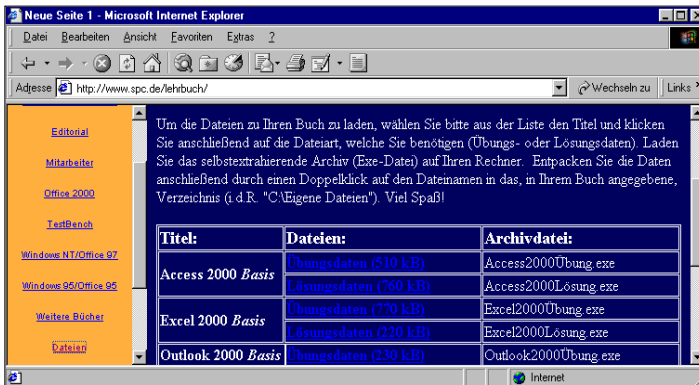 Neue Seite 1 - Microsoft Internet Explorer
Datei Bearbeiten Ansicht Favoriten Extras ?
Adresse http://www.spc.de/lehrbuch/ Wechseln zu Links
Editorial
Mitarbeiter
Office 2000
TestBench
Windows NT/Office 97
Windows 95/Office 95
Weitere Bücher
Dateien
Um die Dateien zu Ihren Buch zu laden, wählen Sie bitte aus der Liste den Titel und klicken
Sie anschließend auf die Dateiart, welche Sie benötigen (Übungs- oder Lösungsdaten). Laden
Sie das selbstextrahierende Archiv (Exe-Datei) auf Ihren Rechner. Entpacken Sie die Daten
anschließend durch einen Doppelklick auf den Dateinamen in das, in Ihrem Buch angegebene,
Verzeichnis (i.d.R. "C:\Eigene Dateien"). Viel Spaß!
Titel: Dateien: Archivdatei:
Access 2000 Basis
Übungsdaten (510 kB) Access2000Übung.exe
Lösungsdaten (760 kB) Access2000Lösung.exe
Excel 2000 Basis
Übungsdaten (770 kB) Excel2000Übung.exe
Lösungsdaten (220 kB) Excel2000Lösung.exe
Outlook 2000 Basis Übungsdaten (230 kB) Outlook2000Übung.exe
Internet